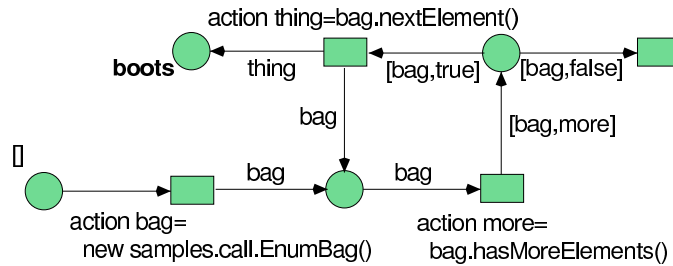 action thing=bag.nextElement()
boots
thing
[bag,true]
[bag,false]
bag
[bag,more]
[]
bag
bag
action bag=
new samples.call.EnumBag()
action more=
bag.hasMoreElements()